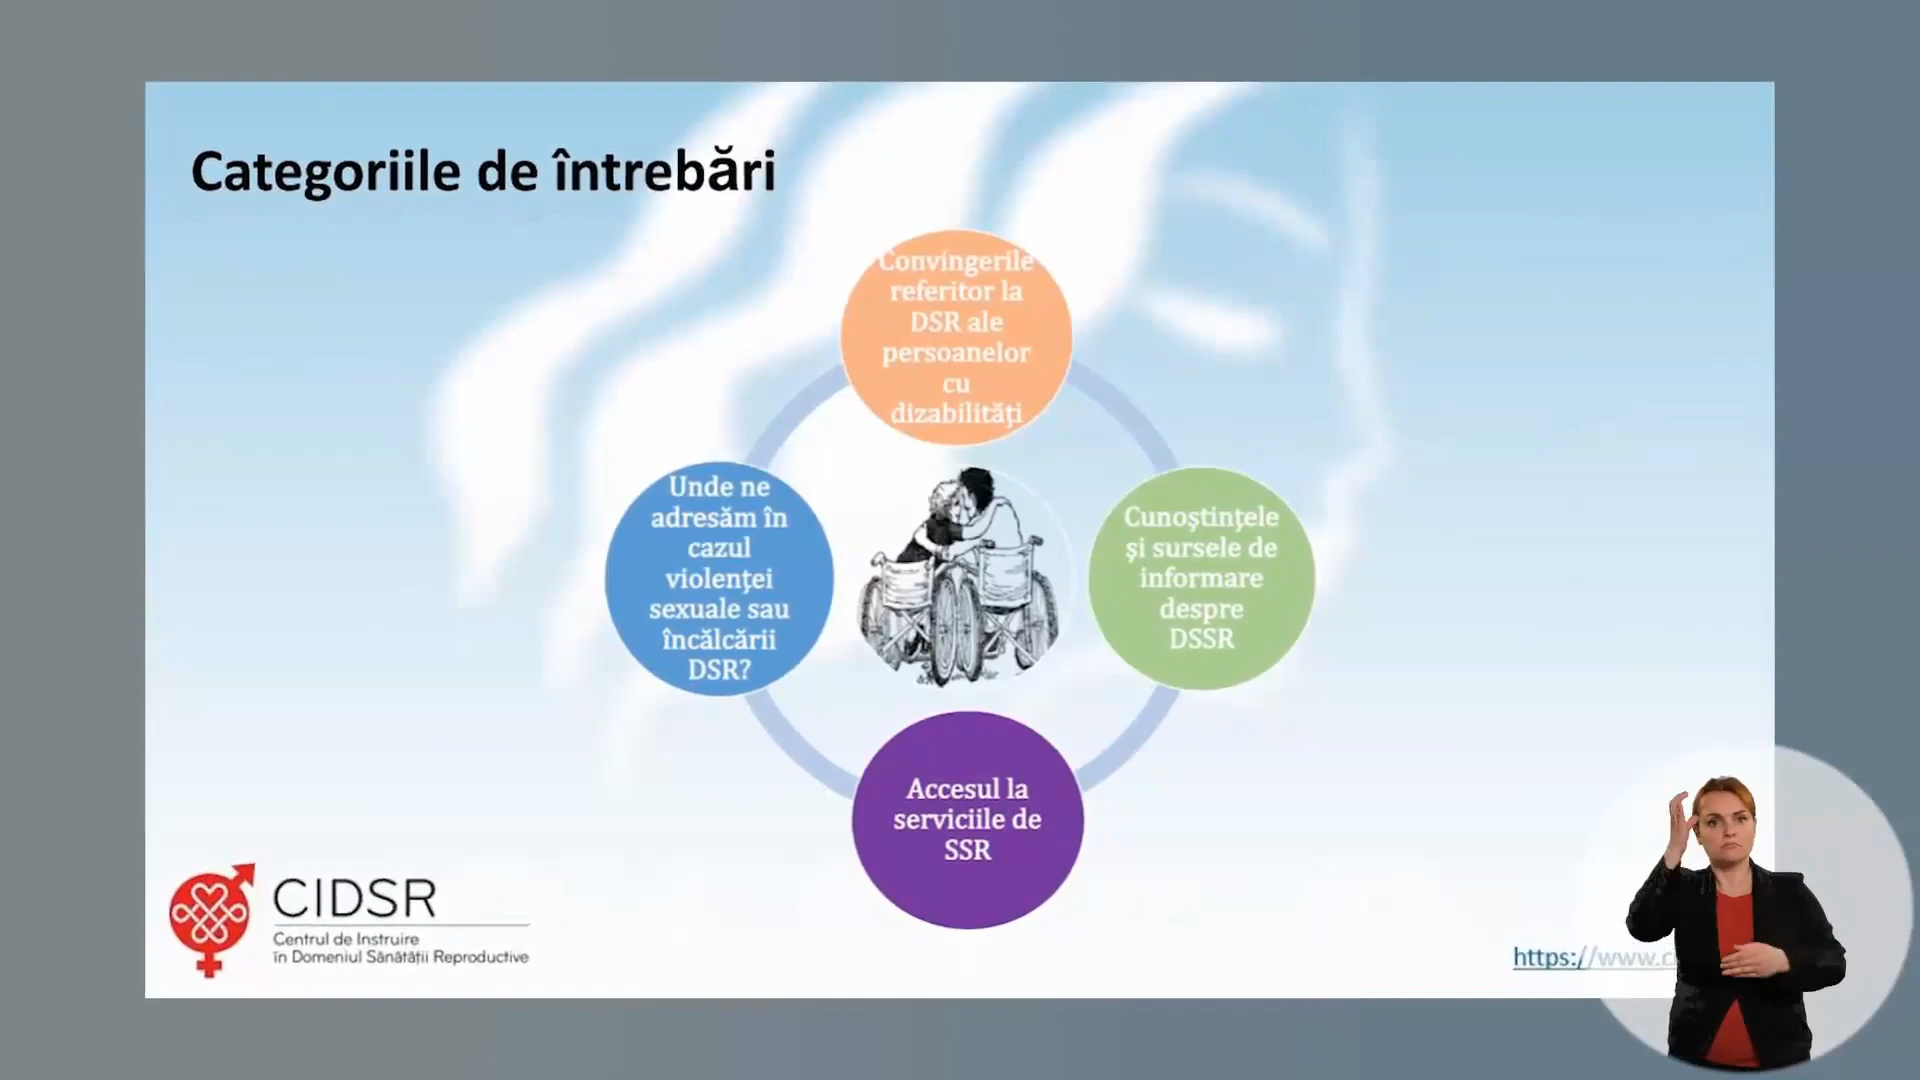 Categoriile de întrebări
Convingerile
referitor la
DSR ale
persoanelor
cu
dizabilități
Unde ne
adresăm în
cazul
violenței
sexuale sau
încălcării
DSR?
Cunoștințele
și sursele de
informare
despre
DSSR
Accesul la
serviciile de
SSR
CIDSR
Centrul de Instruire
în Domeniul Sănătății Reproductive
https://www.c